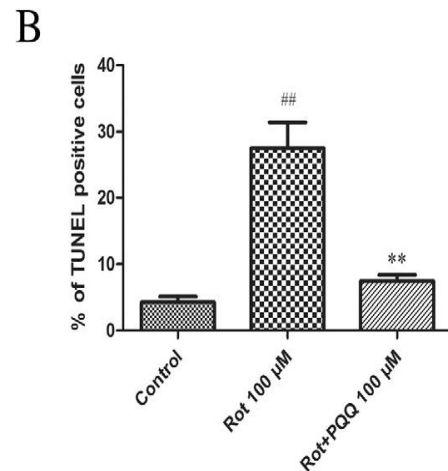 B
% of TUNEL positive cells
40
30
20
10
0
##
**
Control
Rot 100 μM
Rot+PQQ 100 μM